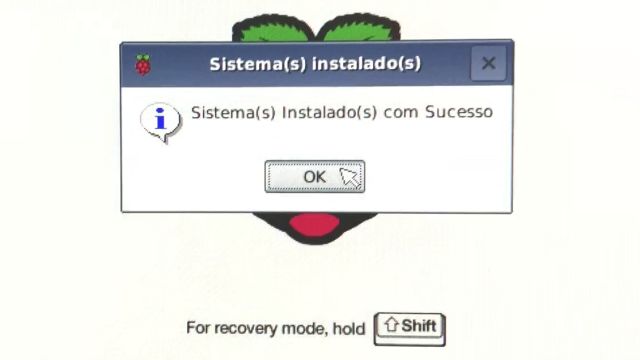 Sistema(s) instalado(s)
Sistema(s) Instalado(s) com Sucesso
OK
For recovery mode, hold ⇧ Shift